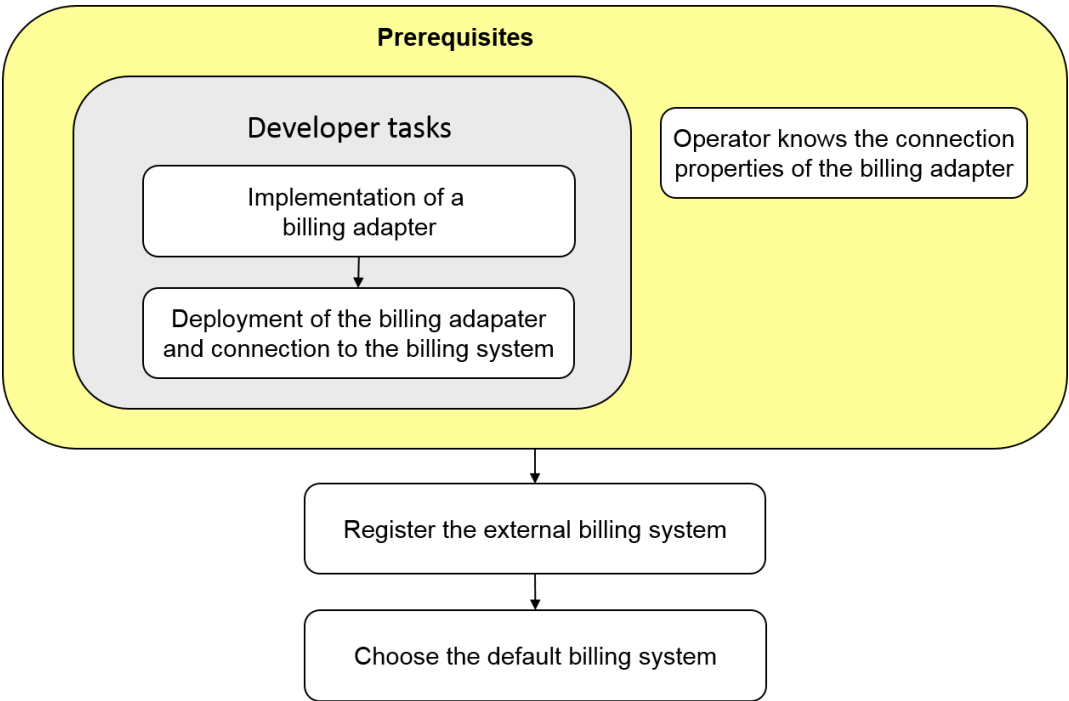 Prerequisites
Developer tasks
Implementation of a
billing adapter
Deployment of the billing adapater
and connection to the billing system
Operator knows the connection
properties of the billing adapter
Register the external billing system
Choose the default billing system